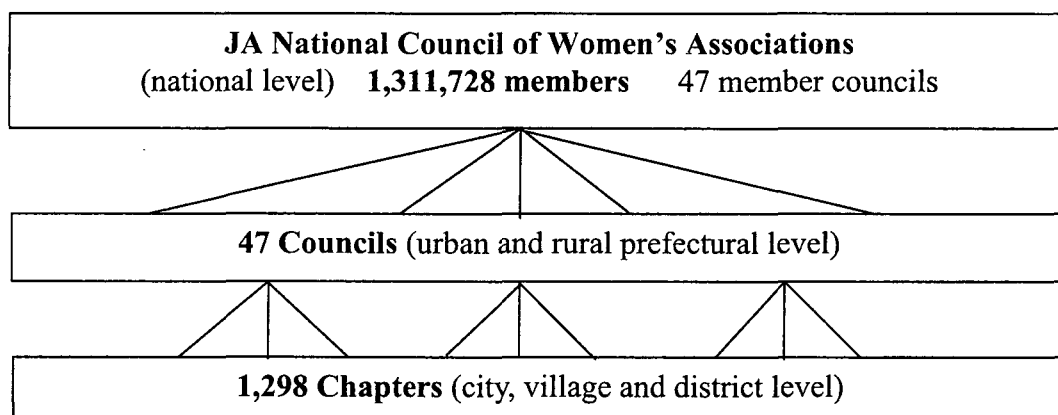 JA National Council of Women’s Associations
(national level) 1,311,728 members 47 member councils
47 Councils (urban and rural prefectural level)
1,298 Chapters (city, village and district level)